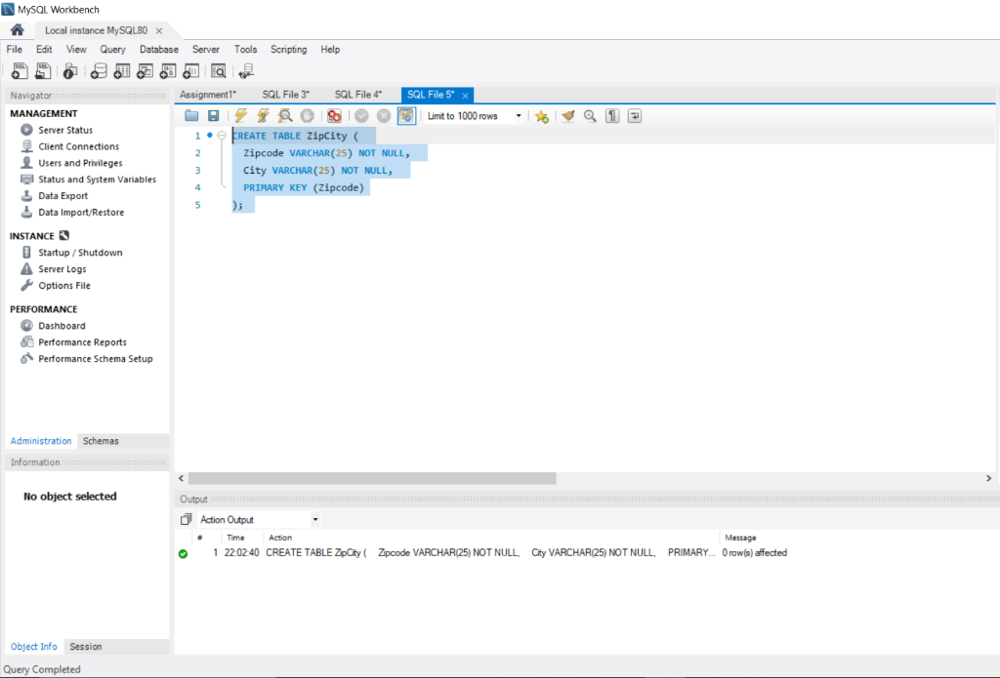 MySQL Workbench
Local instance MySQL80 ×
File Edit View Query Database Server Tools Scripting Help
Navigator
MANAGEMENT
Server Status
Client Connections
Users and Privileges
Status and System Variables
Data Export
Data Import/Restore
INSTANCE
Startup / Shutdown
Server Logs
Options File
PERFORMANCE
Dashboard
Performance Reports
Performance Schema Setup
Administration Schemas
Information
No object selected
Object Info Session
Assignment1* SQL File 3* SQL File 4* SQL File 5* ×
Limit to 1000 rows
1 CREATE TABLE ZipCity (
2 Zipcode VARCHAR(25) NOT NULL,
3 City VARCHAR(25) NOT NULL,
4 PRIMARY KEY (Zipcode)
5 );
Output
Action Output
# Time Action Message
1 22:02:40 CREATE TABLE ZipCity ( Zipcode VARCHAR(25) NOT NULL, City VARCHAR(25) NOT NULL, PRIMARY... 0 row(s) affected
Query Completed